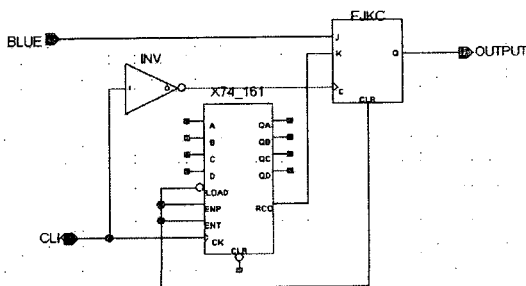 FJKC
BLUE
J
K
Q
OUTPUT
C
CLR
INV
X74_161
A
QA
B
QB
C
QC
D
QD
LOAD
ENP
RCO
ENT
CLK
CK
CLR